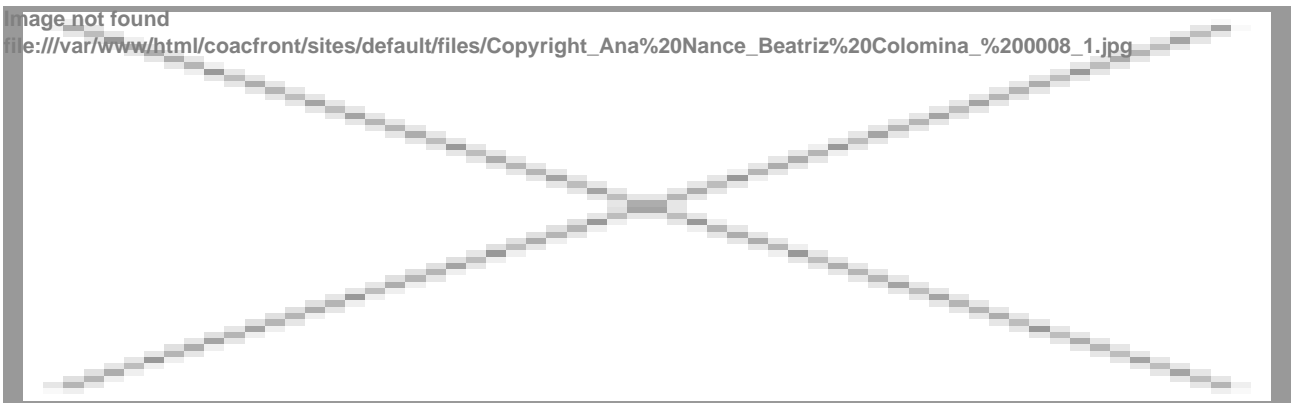 Image not found
file:///var/www/html/coacfront/sites/default/files/Copyright_Ana%20Nance_Beatriz%20Colomina_%200008_1.jpg